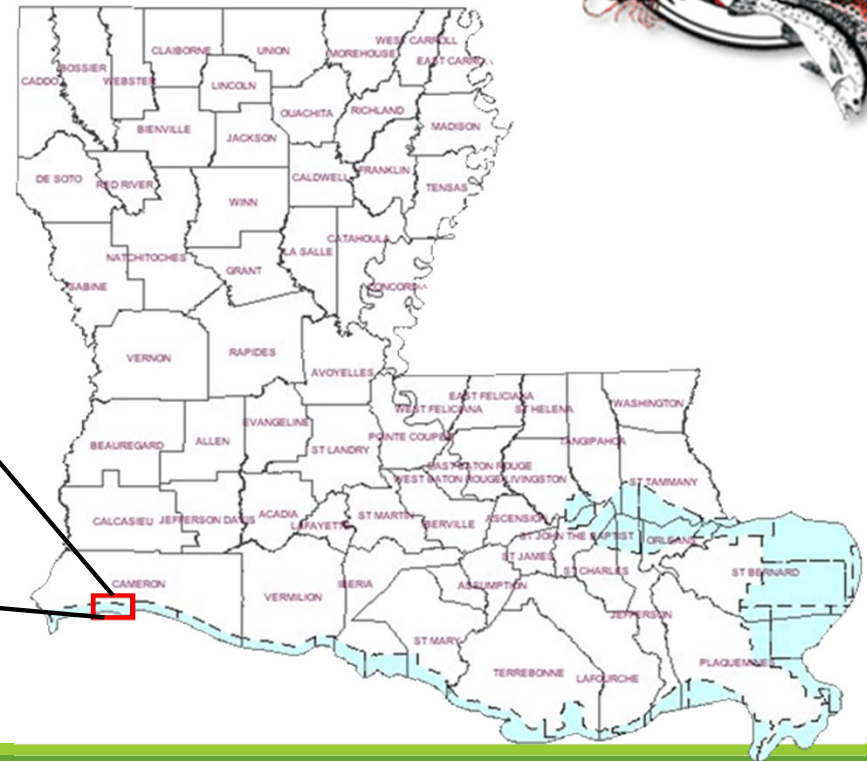 WEST CARROLL
CLAIBORNE
UNION
MOREHOUSE
EAST CARROLL
BOSSIER
CADDO
WEBSTER
LINCOLN
OUACHITA
RICHLAND
MADISON
BIENVILLE
JACKSON
FRANKLIN
CALDWELL
DE SOTO
RED RIVER
TENSAS
WINN
CATAHOULA
LA SALLE
NATCHITOCHES
GRANT
SABINE
CONCORDIA
VERNON
RAPIDES
AVOYELLES
EAST FELICIANA
WEST FELICIANA
ST HELENA
WASHINGTON
EVANGELINE
POINTE COUPEE
BEAUREGARD
ALLEN
TANGIPAHOA
ST LANDRY
EAST BATON ROUGE
WEST BATON ROUGE
LIVINGSTON
ST TAMMANY
CALCASIEU
JEFFERSON DAVIS
ACADIA
LAFAYETTE
ST MARTIN
IBERVILLE
ASCENSION
ST JOHN THE BAPTIST
ORLEANS
ST JAMES
ST CHARLES
ST BERNARD
CAMERON
VERMILION
IBERIA
ASSUMPTION
JEFFERSON
ST MARY
PLAQUEMINES
TERREBONNE
LAFOURCHE